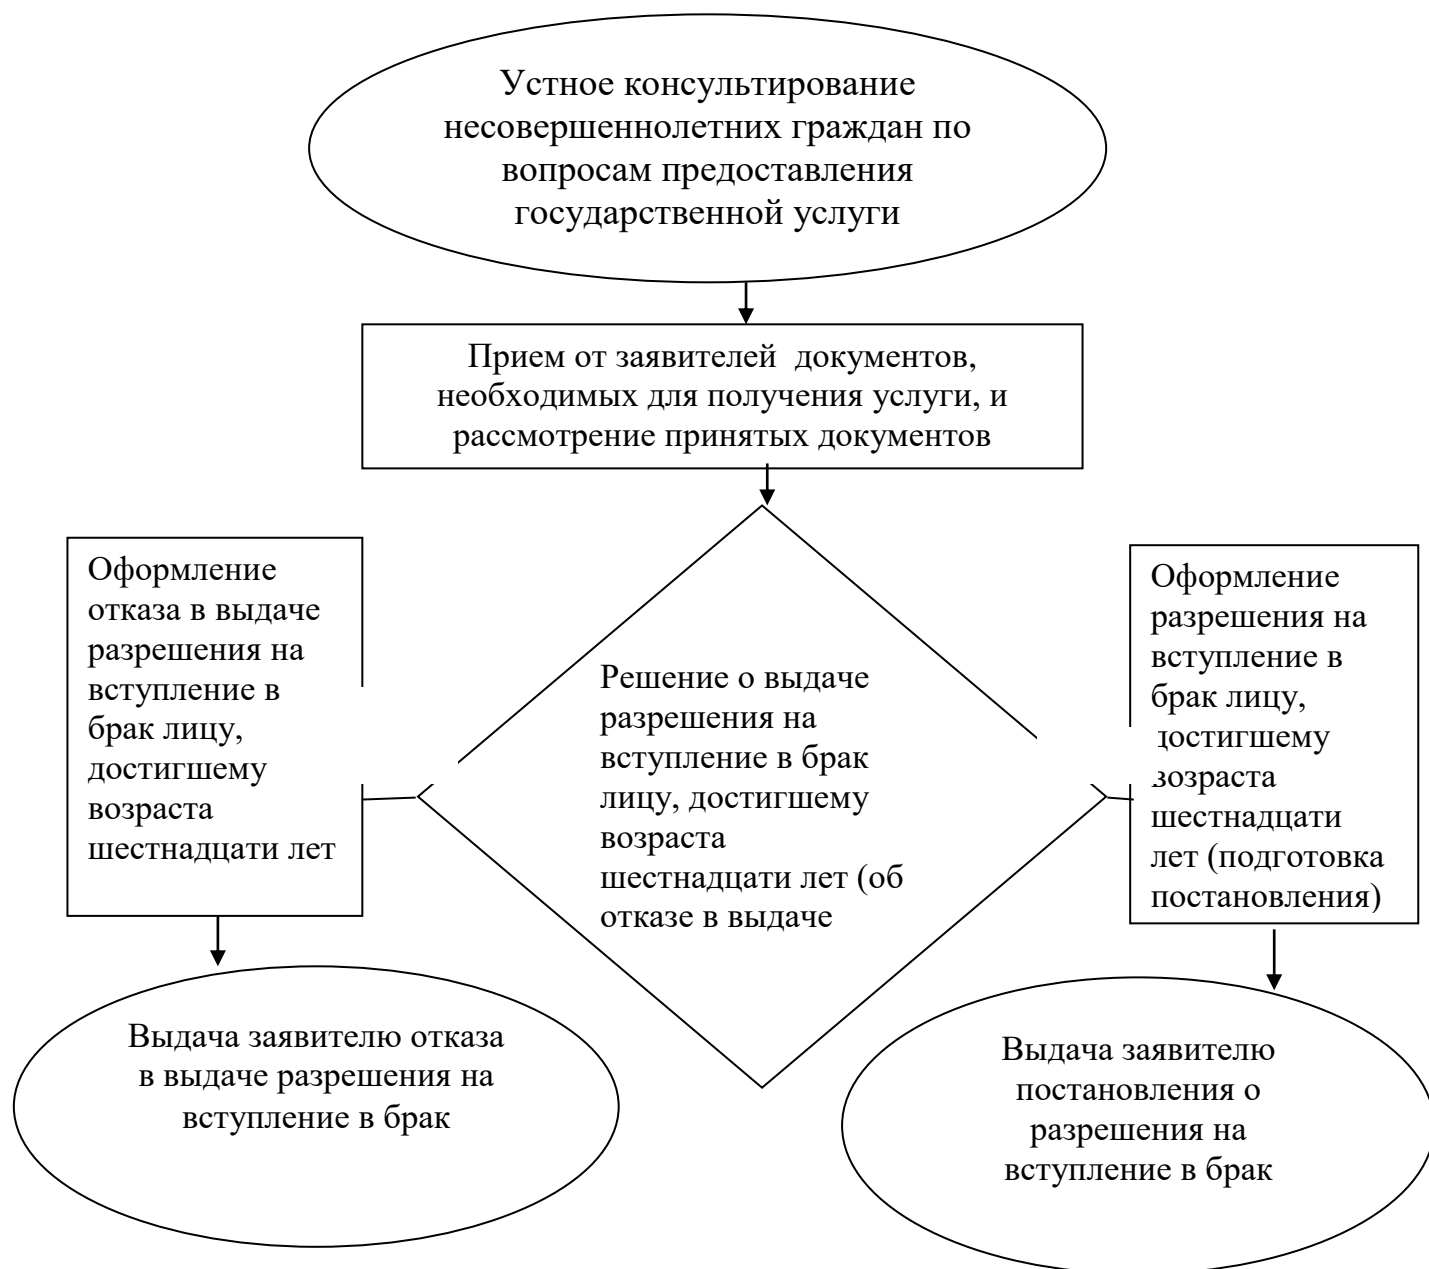 Устное консультирование
несовершеннолетних граждан по
вопросам предоставления
государственной услуги
Прием от заявителей  документов,
необходимых для получения услуги, и
рассмотрение принятых документов
Оформление
отказа в выдаче
разрешения на
вступление в
брак лицу,
достигшему
возраста
шестнадцати лет
Решение о выдаче
разрешения на
вступление в брак
лицу, достигшему
возраста
шестнадцати лет (об
отказе в выдаче
Оформление
разрешения на
вступление в
брак лицу,
достигшему
возраста
шестнадцати
лет (подготовка
постановления)
Выдача заявителю отказа
в выдаче разрешения на
вступление в брак
Выдача заявителю
постановления о
разрешения на
вступление в брак